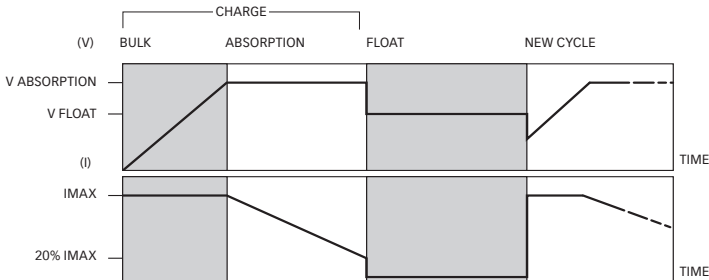 CHARGE
(V) BULK ABSORPTION FLOAT NEW CYCLE
V ABSORPTION
V FLOAT
(I) TIME
IMAX
20% IMAX
TIME